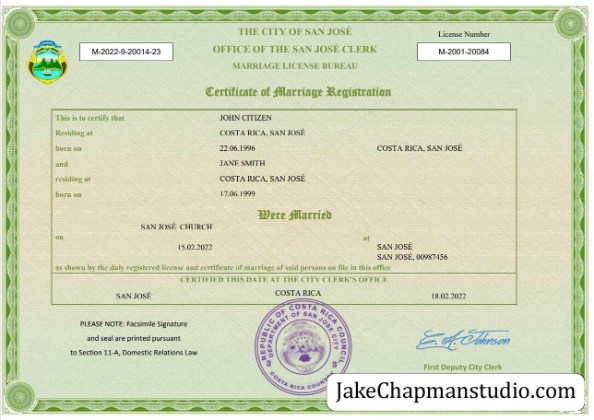 THE CITY OF SAN JOSÉ
License Number
M-2022-9-20014-23
OFFICE OF THE SAN JOSÉ CLERK
M-2001-20084
MARRIAGE LICENSE BUREAU
Certificate of Marriage Registration
This is to certify that JOHN CITIZEN
Residing at COSTA RICA, SAN JOSÉ
born on 22.06.1996 COSTA RICA, SAN JOSÉ
and JANE SMITH
residing at COSTA RICA, SAN JOSÉ
born on 17.06.1999
Were Married
SAN JOSÉ CHURCH
on at
15.02.2022 SAN JOSÉ
SAN JOSÉ, 00987456
as shown by the duly registered license and certificate of marriage of said persons on file in this office
CERTIFIED THIS DATE AT THE CITY CLERK'S OFFICE
SAN JOSÉ COSTA RICA 18.02.2022
PLEASE NOTE: Facsimile Signature
and seal are printed pursuant
to Section 11-A, Domestic Relations Law
REPUBLIC OF COSTA RICA COUNCIL
DEPARTMENT OF SAN JOSE CITY
E. A. Johnson
First Deputy City Clerk
JakeChapmanstudio.com